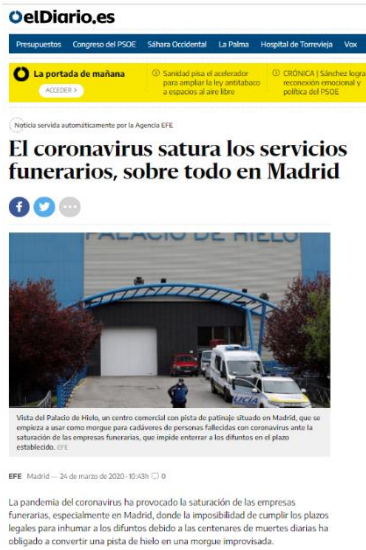 elDiario.es
Presupuestos Congreso del PSOE Sáhara Occidental La Palma Hospital de Torrevieja Vox
La portada de mañana
ACCEDER >
Sanidad pisa el acelerador
para ampliar la ley antitabaco
a espacios al aire libre
CRÓNICA | Sánchez logra
reconexión emocional y
política del PSOE
Noticia servida automáticamente por la Agencia EFE
El coronavirus satura los servicios
funerarios, sobre todo en Madrid
PALACIO DE HIELO
POLICIA
Vista del Palacio de Hielo, un centro comercial con pista de patinaje situado en Madrid, que se
empieza a usar como morgue para cadáveres de personas fallecidas con coronavirus ante la
saturación de las empresas funerarias, que impide enterrar a los difuntos en el plazo
establecido. EFE
EFE Madrid — 24 de marzo de 2020 - 10:43h 0
La pandemia del coronavirus ha provocado la saturación de las empresas
funerarias, especialmente en Madrid, donde la imposibilidad de cumplir los plazos
legales para inhumar a los difuntos debido a las centenares de muertes diarias ha
obligado a convertir una pista de hielo en una morgue improvisada.